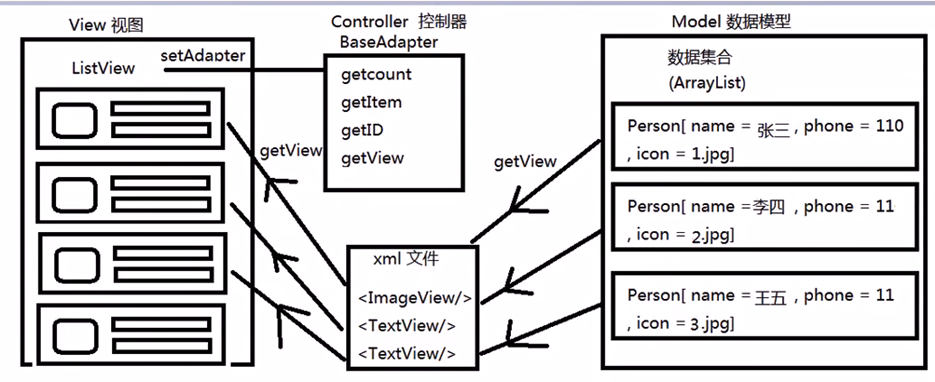 View 视图
ListView
setAdapter
Controller 控制器
BaseAdapter
getcount
getItem
getID
getView
getView
getView
xml 文件
<ImageView/>
<TextView/>
<TextView/>
Model 数据模型
数据集合
(ArrayList)
Person[ name = 张三 , phone = 110
, icon = 1.jpg]
Person[ name =李四 , phone = 11
, icon = 2.jpg]
Person[ name =王五 , phone = 11
, icon = 3.jpg]